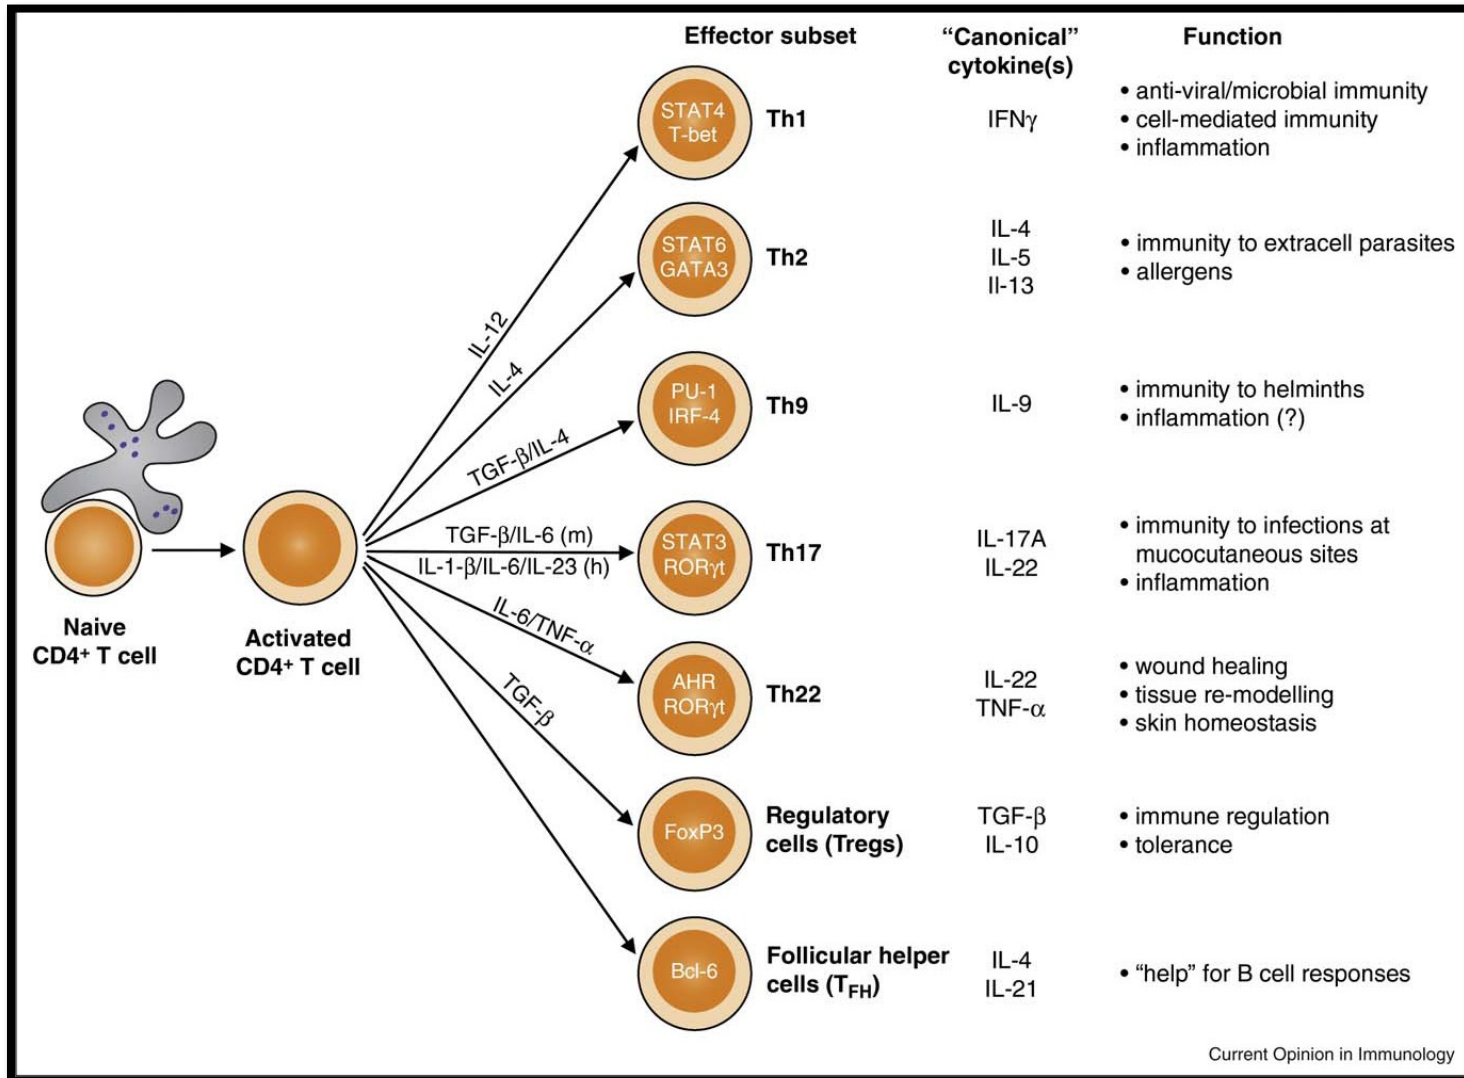 Effector subset
“Canonical”
cytokine(s)
Function
STAT4
T-bet
Th1
IFNγ
• anti-viral/microbial immunity
• cell-mediated immunity
• inflammation
STAT6
GATA3
Th2
IL-4
IL-5
Il-13
• immunity to extracell parasites
• allergens
IL-12
IL-4
PU-1
IRF-4
Th9
IL-9
• immunity to helminths
• inflammation (?)
TGF-β/IL-4
TGF-β/IL-6 (m)
IL-1-β/IL-6/IL-23 (h)
STAT3
RORγt
Th17
IL-17A
IL-22
• immunity to infections at
mucocutaneous sites
• inflammation
Naive
CD4+ T cell
Activated
CD4+ T cell
IL-6/TNF-α
AHR
RORγt
Th22
IL-22
TNF-α
• wound healing
• tissue re-modelling
• skin homeostasis
TGF-β
FoxP3
Regulatory
cells (Tregs)
TGF-β
IL-10
• immune regulation
• tolerance
Bcl-6
Follicular helper
cells (TFH)
IL-4
IL-21
• “help” for B cell responses
Current Opinion in Immunology